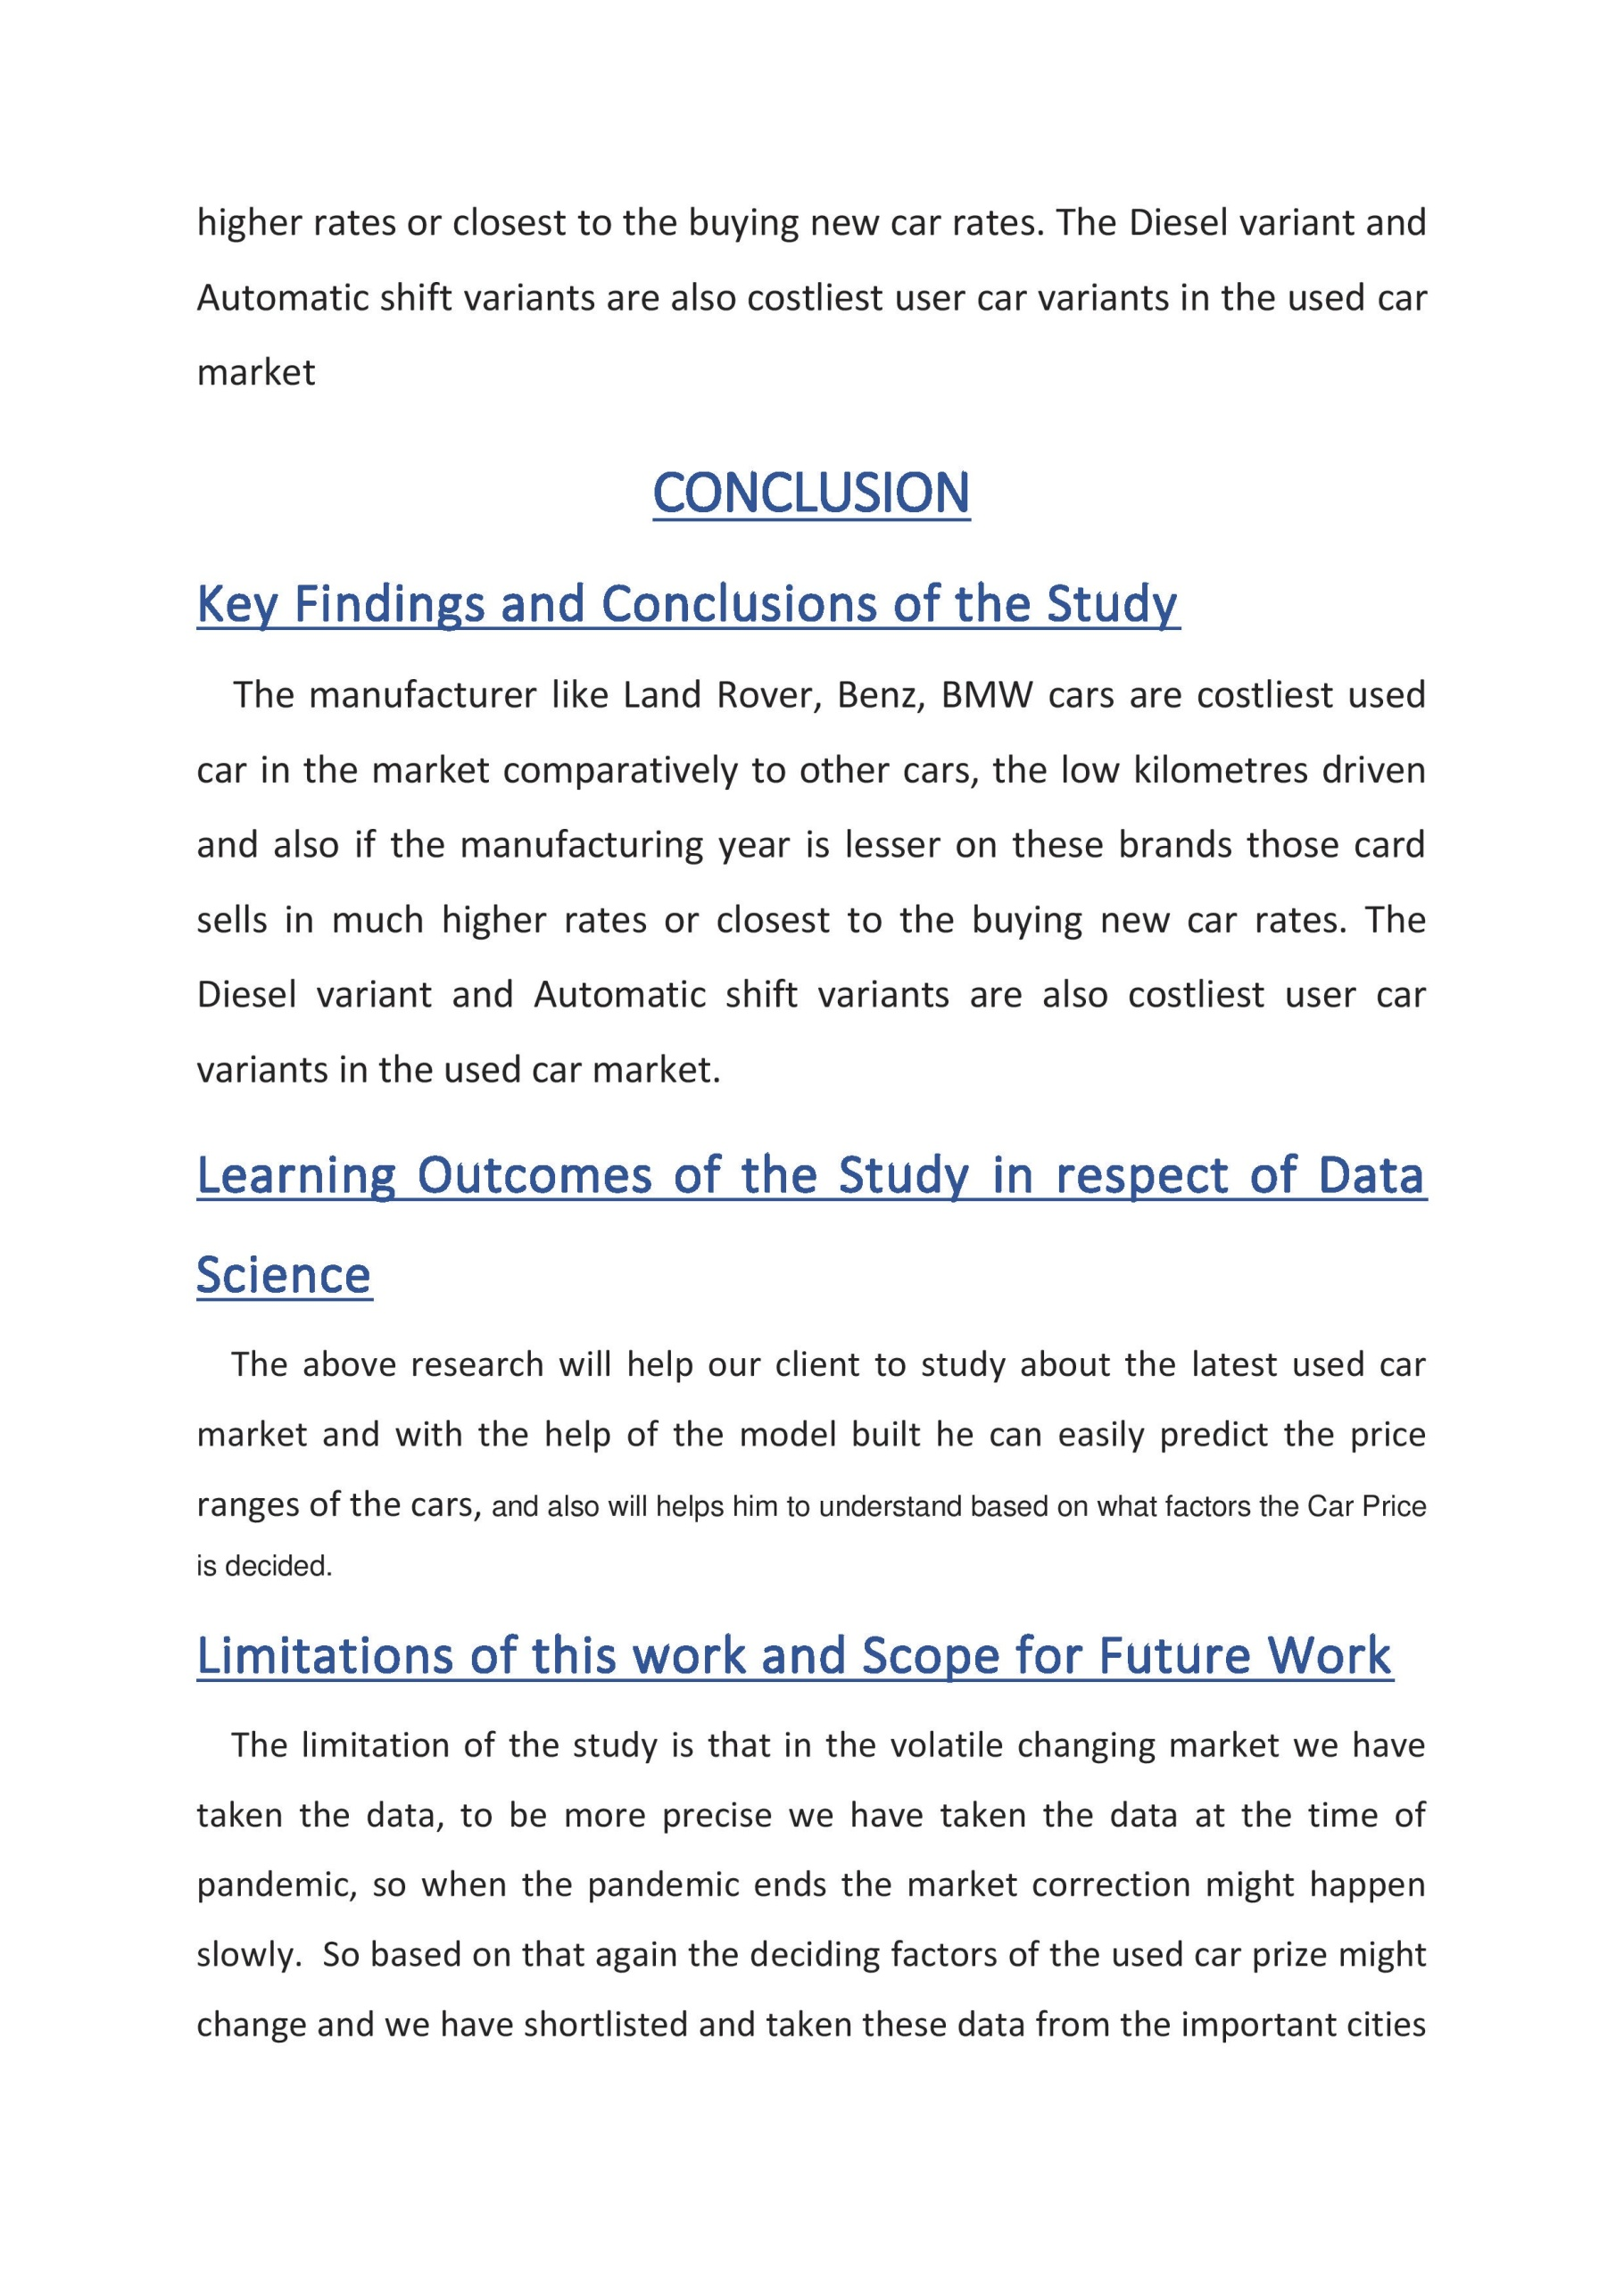 higher rates or closest to the buying new car rates. The Diesel variant and
Automatic shift variants are also costliest user car variants in the used car
market
CONCLUSION
Key Findings and Conclusions of the Study
The manufacturer like Land Rover, Benz, BMW cars are costliest used
car in the market comparatively to other cars, the low kilometres driven
and also if the manufacturing year is lesser on these brands those card
sells in much higher rates or closest to the buying new car rates. The
Diesel variant and Automatic shift variants are also costliest user car
variants in the used car market.
Learning Outcomes of the Study in respect of Data
Science
The above research will help our client to study about the latest used car
market and with the help of the model built he can easily predict the price
ranges of the cars, and also will helps him to understand based on what factors the Car Price
is decided.
Limitations of this work and Scope for Future Work
The limitation of the study is that in the volatile changing market we have
taken the data, to be more precise we have taken the data at the time of
pandemic, so when the pandemic ends the market correction might happen
slowly.  So based on that again the deciding factors of the used car prize might
change and we have shortlisted and taken these data from the important cities